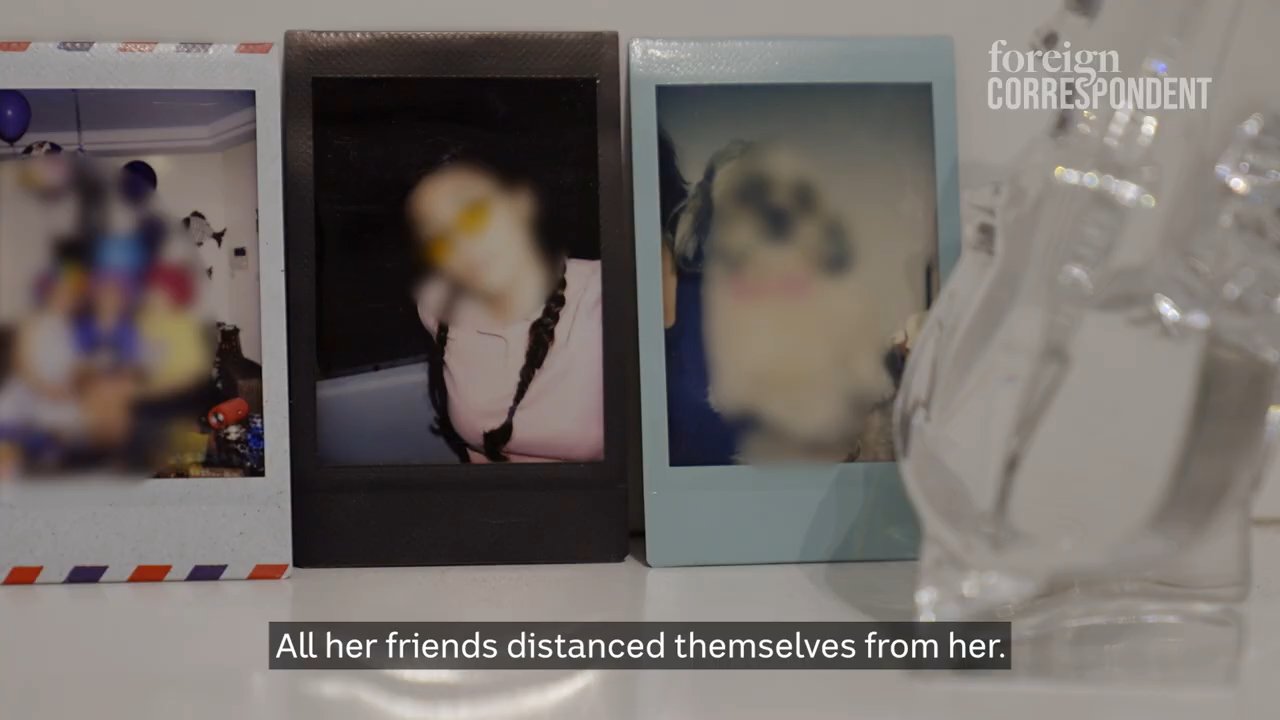 foreign
CORRESPONDENT
All her friends distanced themselves from her.